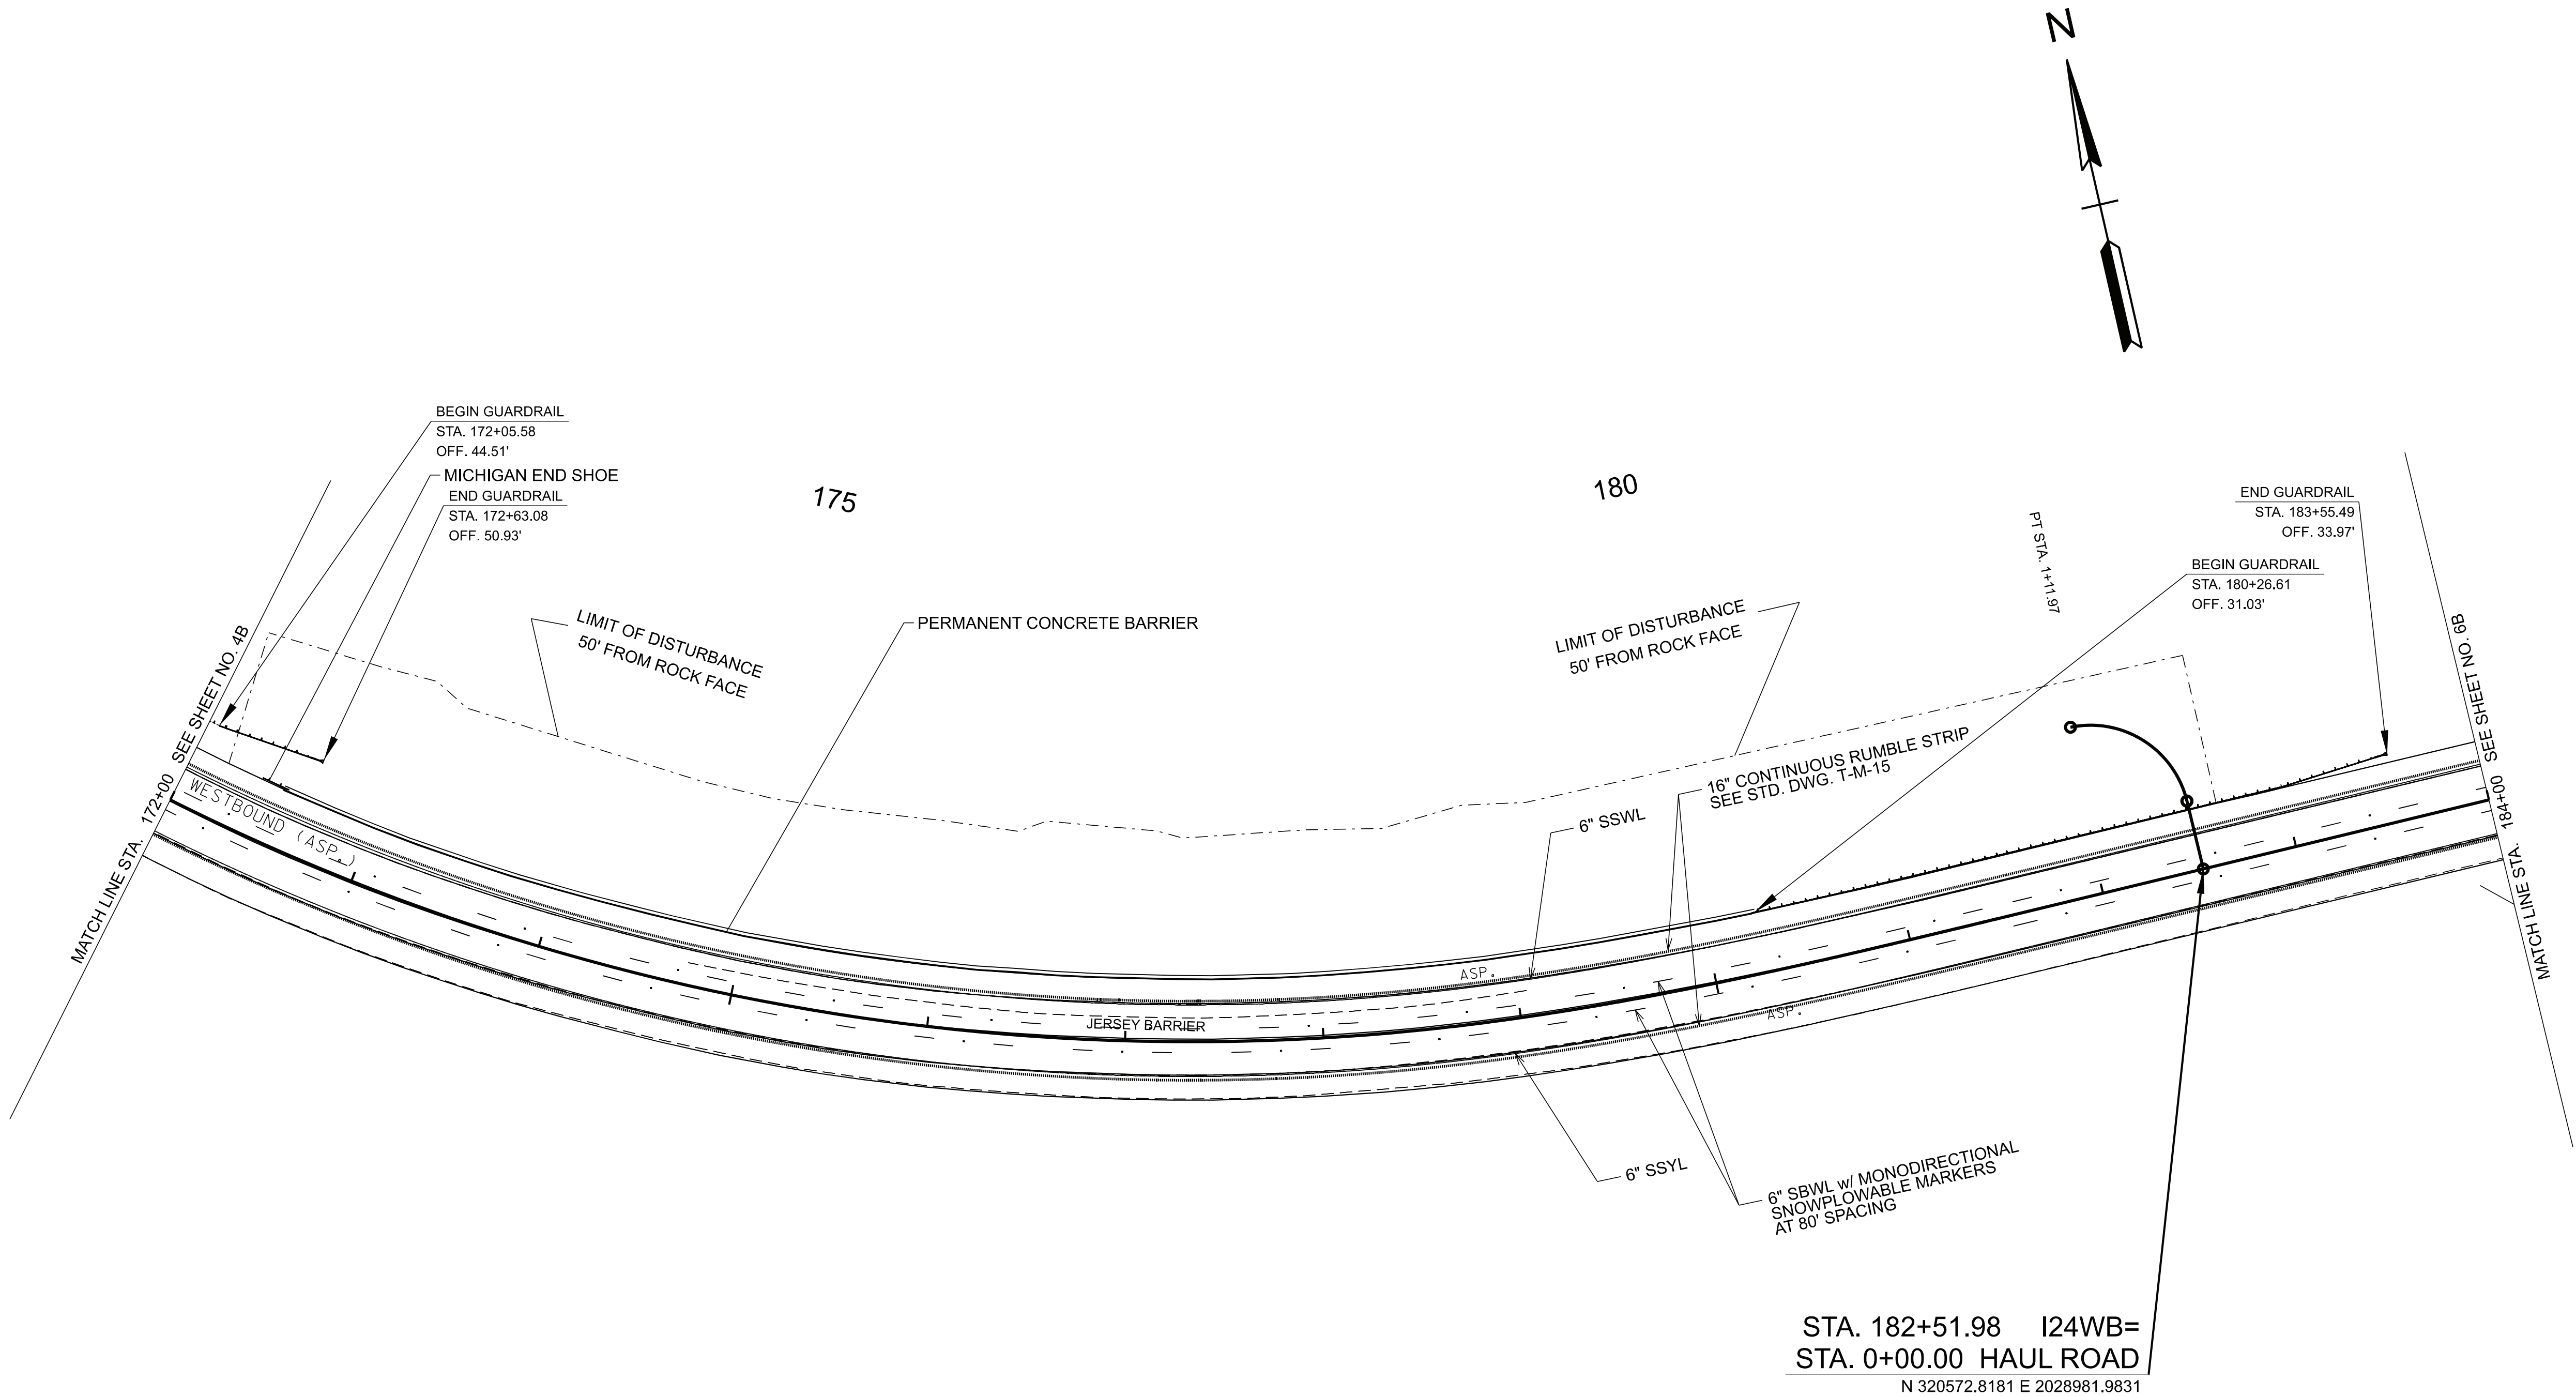 N
BEGIN GUARDRAIL
STA. 172+05.58
OFF. 44.51'
MICHIGAN END SHOE
END GUARDRAIL
STA. 172+63.08
OFF. 50.93'
175
180
PT STA. 1+11.97
END GUARDRAIL
STA. 183+55.49
OFF. 33.97'
BEGIN GUARDRAIL
STA. 180+26.61
OFF. 31.03'
LIMIT OF DISTURBANCE
50' FROM ROCK FACE
PERMANENT CONCRETE BARRIER
LIMIT OF DISTURBANCE
50' FROM ROCK FACE
MATCH LINE STA. 172+00 SEE SHEET NO. 4B
WESTBOUND (ASP.)
16" CONTINUOUS RUMBLE STRIP
SEE STD. DWG. T-M-15
6" SSWL
MATCH LINE STA. 184+00 SEE SHEET NO. 6B
ASP.
JERSEY BARRIER
ASP.
6" SSYL
6" SBWL w/ MONODIRECTIONAL
SNOWPLOWABLE MARKERS
AT 80' SPACING
STA. 182+51.98 I24WB=
STA. 0+00.00 HAUL ROAD
N 320572.8181 E 2028981.9831